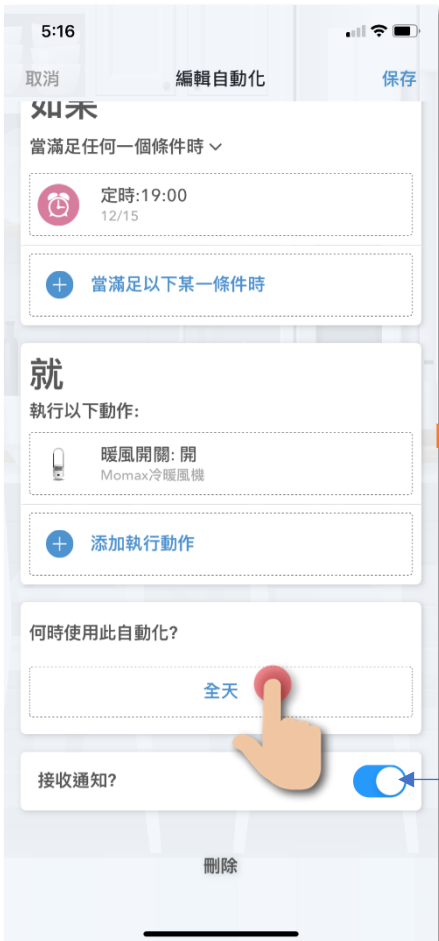 5:16
取消
編輯自動化
保存
如果
當滿足任何一個條件時
定時:19:00
12/15
當滿足以下某一條件時
就
執行以下動作:
暖風開關: 開
Momax冷暖風機
添加執行動作
何時使用此自動化?
全天
接收通知?
刪除